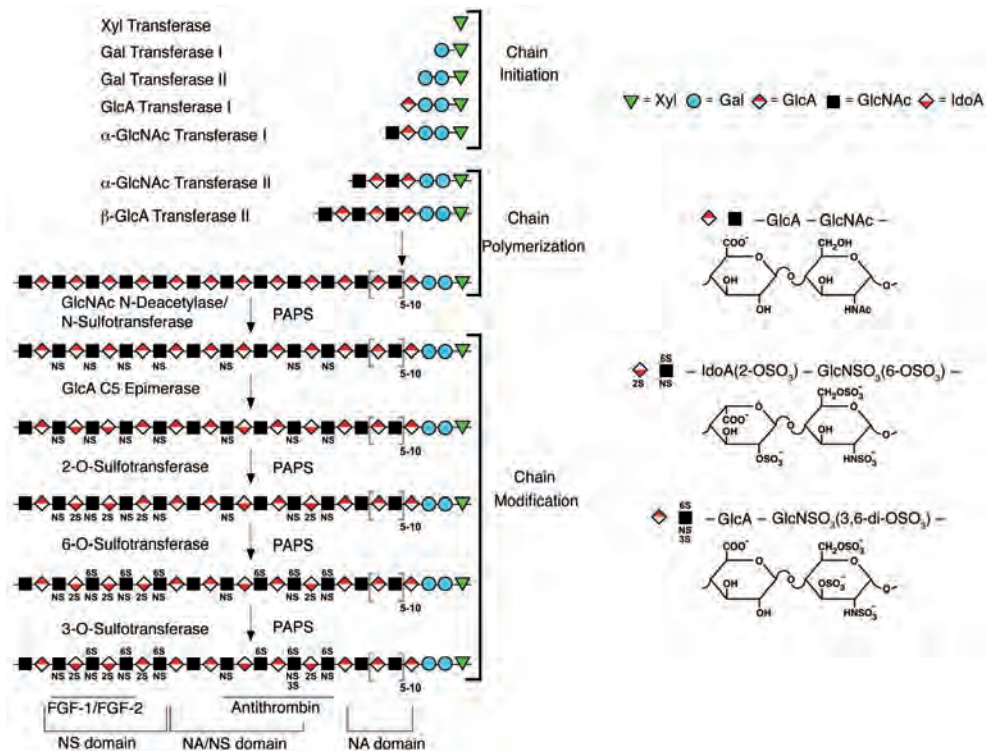 Xyl Transferase
Gal Transferase I
Gal Transferase II
GlcA Transferase I
α-GlcNAc Transferase I
Chain
Initiation
α-GlcNAc Transferase II
β-GlcA Transferase II
Chain
Polymerization
5-10
GlcNAc N-Deacetylase/
N-Sulfotransferase
PAPS
NS NS NS NS NS NS NS
5-10
GlcA C5 Epimerase
NS NS NS NS NS NS NS
5-10
2-O-Sulfotransferase
PAPS
Chain
Modification
NS 2S NS 2S NS 2S NS NS NS 2S NS
5-10
6-O-Sulfotransferase
PAPS
6S 6S 6S 6S 6S 6S
NS 2S NS 2S NS 2S NS NS NS 2S NS
5-10
3-O-Sulfotransferase
PAPS
6S 6S 6S 6S 6S 6S
NS 2S NS 2S NS 2S NS NS NS 2S NS
3S
5-10
FGF-1/FGF-2
Antithrombin
NS domain
NA/NS domain
NA domain
= Xyl = Gal = GlcA = GlcNAc = IdoA
–GlcA – GlcNAc –
COO⁻ O CH₂OH O
OH O OH O
OH HNAc
6S
2S NS
– IdoA(2-OSO₃) – GlcNSO₃(6-OSO₃) –
O CH₂OSO₃⁻ O
COO⁻
OH O OH O
OSO₃⁻ HNSO₃⁻
6S
NS
3S
– GlcA – GlcNSO₃(3,6-di-OSO₃) –
COO⁻ O CH₂OSO₃⁻ O
OH O OSO₃⁻ O
OH HNSO₃⁻